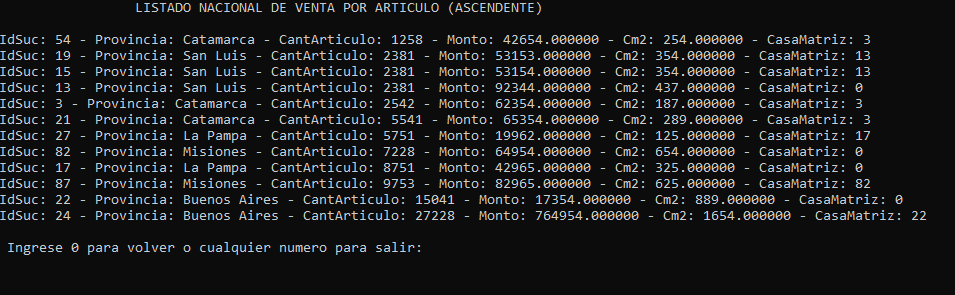 LISTADO NACIONAL DE VENTA POR ARTICULO (ASCENDENTE)
IdSuc: 54 - Provincia: Catamarca - CantArticulo: 1258 - Monto: 42654.000000 - Cm2: 254.000000 - CasaMatriz: 3
IdSuc: 19 - Provincia: San Luis - CantArticulo: 2381 - Monto: 53153.000000 - Cm2: 354.000000 - CasaMatriz: 13
IdSuc: 15 - Provincia: San Luis - CantArticulo: 2381 - Monto: 53154.000000 - Cm2: 354.000000 - CasaMatriz: 13
IdSuc: 13 - Provincia: San Luis - CantArticulo: 2381 - Monto: 92344.000000 - Cm2: 437.000000 - CasaMatriz: 0
IdSuc: 3 - Provincia: Catamarca - CantArticulo: 2542 - Monto: 62354.000000 - Cm2: 187.000000 - CasaMatriz: 3
IdSuc: 21 - Provincia: Catamarca - CantArticulo: 5541 - Monto: 65354.000000 - Cm2: 289.000000 - CasaMatriz: 3
IdSuc: 27 - Provincia: La Pampa - CantArticulo: 5751 - Monto: 19962.000000 - Cm2: 125.000000 - CasaMatriz: 17
IdSuc: 82 - Provincia: Misiones - CantArticulo: 7228 - Monto: 64954.000000 - Cm2: 654.000000 - CasaMatriz: 0
IdSuc: 17 - Provincia: La Pampa - CantArticulo: 8751 - Monto: 42965.000000 - Cm2: 325.000000 - CasaMatriz: 0
IdSuc: 87 - Provincia: Misiones - CantArticulo: 9753 - Monto: 82965.000000 - Cm2: 625.000000 - CasaMatriz: 82
IdSuc: 22 - Provincia: Buenos Aires - CantArticulo: 15041 - Monto: 17354.000000 - Cm2: 889.000000 - CasaMatriz: 0
IdSuc: 24 - Provincia: Buenos Aires - CantArticulo: 27228 - Monto: 764954.000000 - Cm2: 1654.000000 - CasaMatriz: 22
Ingrese 0 para volver o cualquier numero para salir: